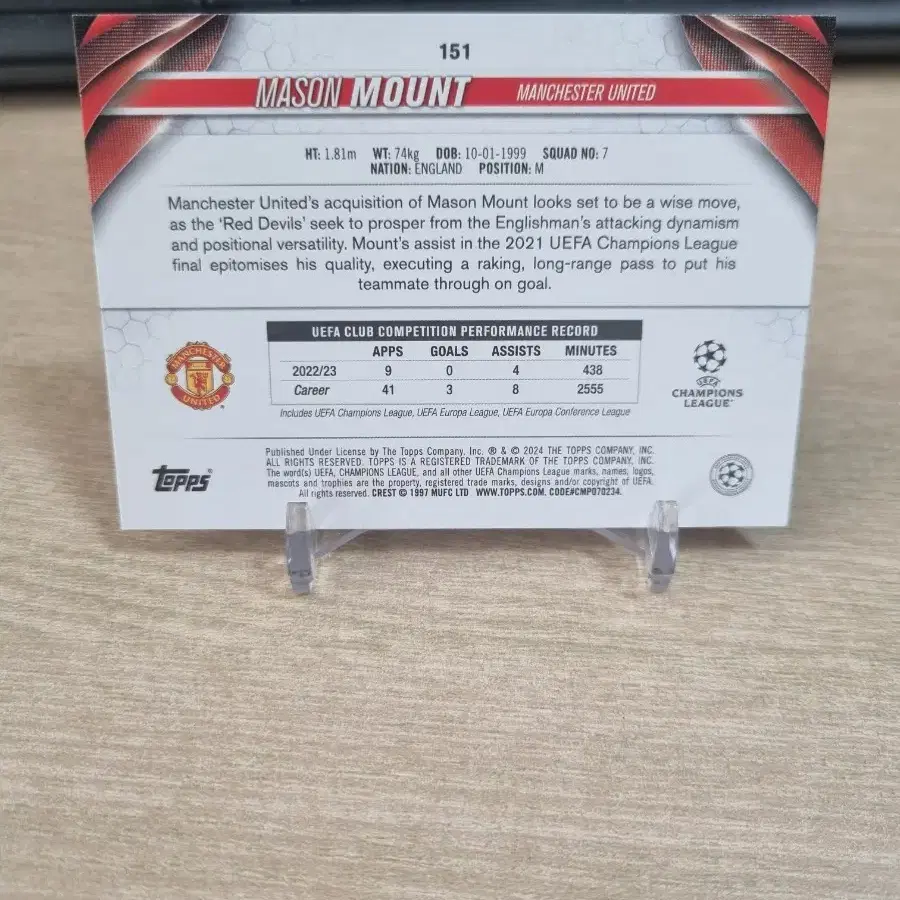 151
MASON MOUNT MANCHESTER UNITED
HT: 1.81m WT: 74kg DOB: 10-01-1999 SQUAD NO: 7
NATION: ENGLAND POSITION: M
Manchester United's acquisition of Mason Mount looks set to be a wise move,
as the 'Red Devils' seek to prosper from the Englishman's attacking dynamism
and positional versatility. Mount's assist in the 2021 UEFA Champions League
final epitomises his quality, executing a raking, long-range pass to put his
teammate through on goal.
UEFA CLUB COMPETITION PERFORMANCE RECORD
APPS GOALS ASSISTS MINUTES
2022/23 9 0 4 438
Career 41 3 8 2555
Includes UEFA Champions League, UEFA Europa League, UEFA Europa Conference League
MANCHESTER
UNITED
UEFA
CHAMPIONS
LEAGUE
Topps
Published Under License by The Topps Company, Inc. ® & © 2024 THE TOPPS COMPANY, INC.
ALL RIGHTS RESERVED. TOPPS IS A REGISTERED TRADEMARK OF THE TOPPS COMPANY, INC.
The word(s) UEFA, CHAMPIONS LEAGUE, and all other UEFA Champions League marks, names, logos,
mascots and trophies are the property, registered trade marks, designs and/or copyright of UEFA.
All rights reserved. CREST © 1997 MUFC LTD WWW.TOPPS.COM. CODE#CMP070234.